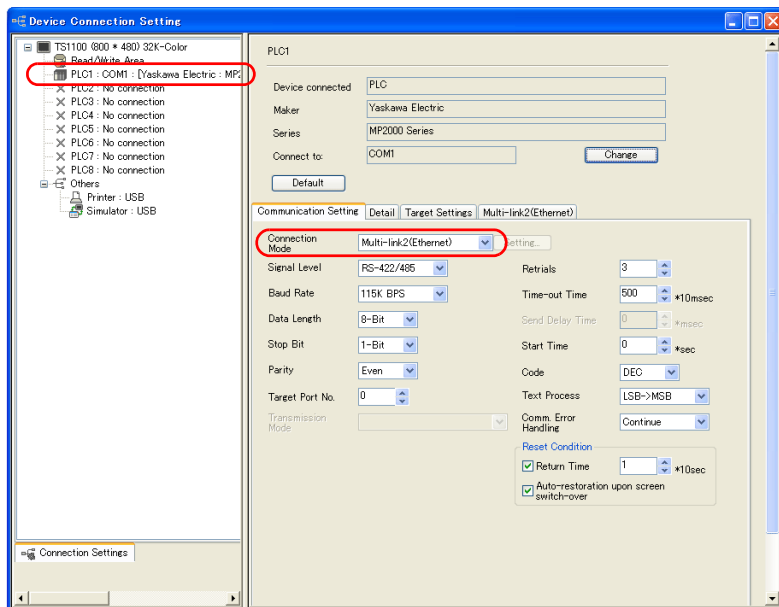 Device Connection Setting
TS1100 (800 * 480) 32K-Color
Read/Write Area
PLC1 : COM1 : [Yaskawa Electric : MP2
PLC2 : No connection
PLC3 : No connection
PLC4 : No connection
PLC5 : No connection
PLC6 : No connection
PLC7 : No connection
PLC8 : No connection
Others
Printer : USB
Simulator : USB
Connection Settings
PLC1
Device connected PLC
Maker Yaskawa Electric
Series MP2000 Series
Connect to: COM1 Change
Default
Communication Setting Detail Target Settings Multi-link2(Ethernet)
Connection Mode Multi-link2(Ethernet) Setting...
Signal Level RS-422/485 Retrials 3
Baud Rate 115K BPS Time-out Time 500 *10msec
Data Length 8-Bit Send Delay Time 0 *msec
Stop Bit 1-Bit Start Time 0 *sec
Parity Even Code DEC
Target Port No. 0 Text Process LSB->MSB
Transmission Mode Comm. Error Handling Continue
Reset Condition
Return Time 1 *10sec
Auto-restoration upon screen
switch-over